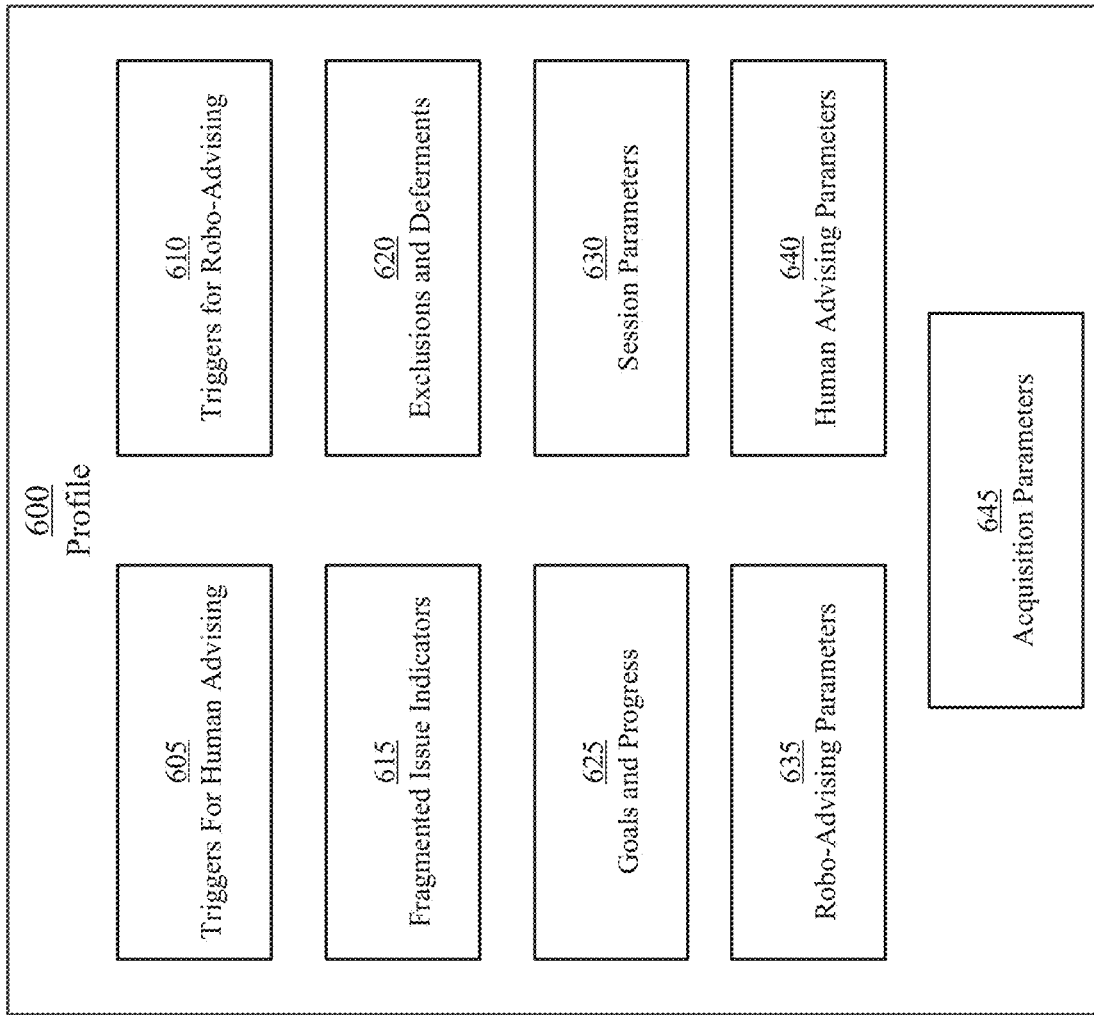 600
Profile
605
Triggers For Human Advising
610
Triggers for Robo-Advising
615
Fragmented Issue Indicators
620
Exclusions and Deferments
625
Goals and Progress
630
Session Parameters
635
Robo-Advising Parameters
640
Human Advising Parameters
645
Acquisition Parameters